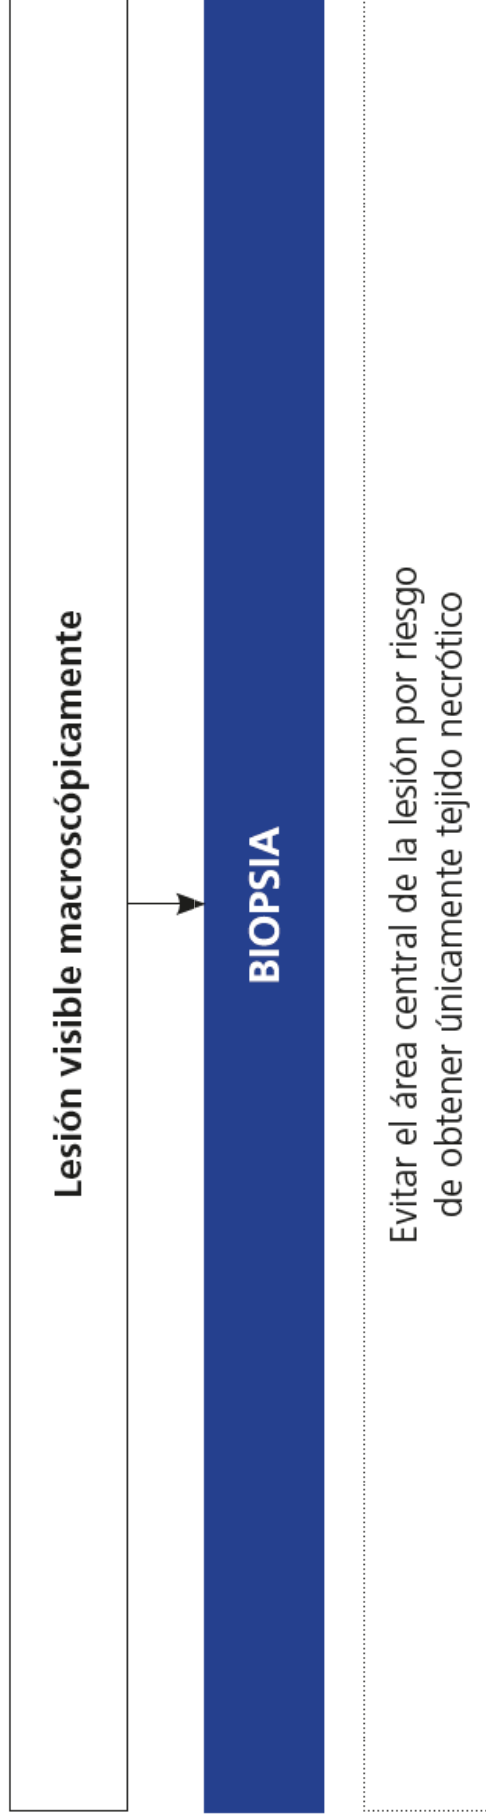 Lesión visible macroscópicamente
BIOPSIA
Evitar el área central de la lesión por riesgo
de obtener únicamente tejido necrótico